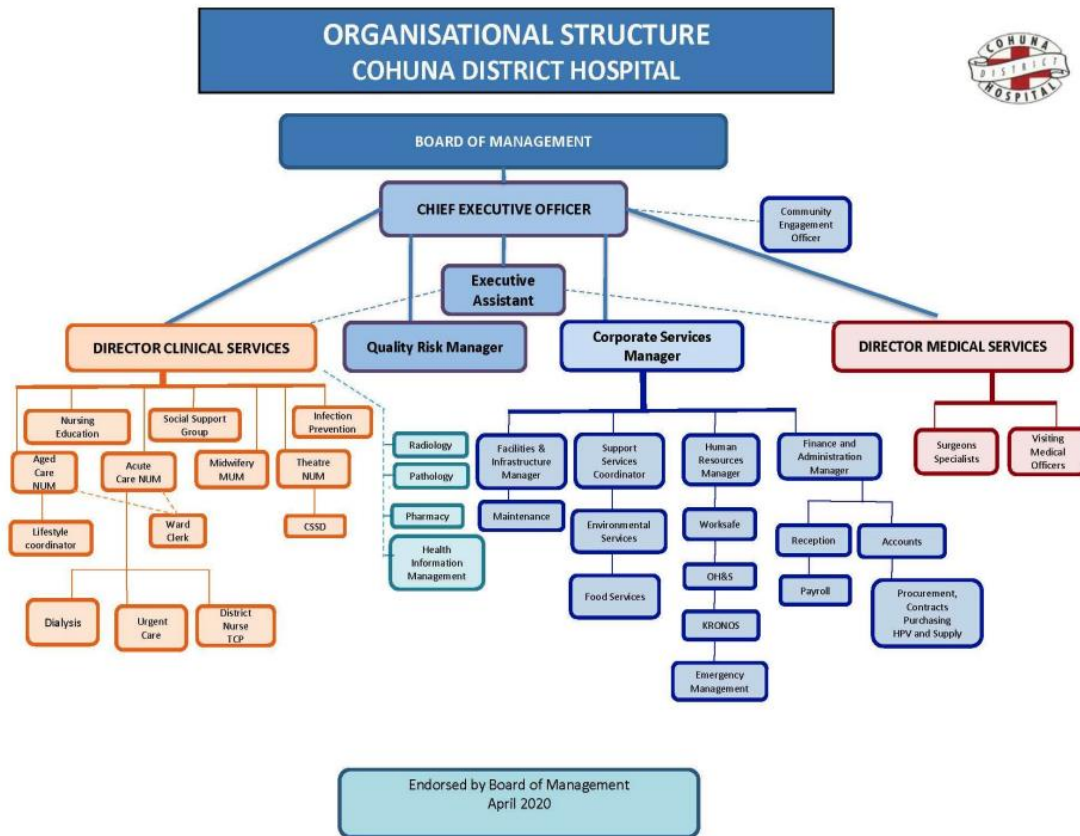 ORGANISATIONAL STRUCTURE
COHUNA DISTRICT HOSPITAL
COHUNA
DISTRICT
HOSPITAL
BOARD OF MANAGEMENT
CHIEF EXECUTIVE OFFICER
Community
Engagement
Officer
Executive
Assistant
DIRECTOR CLINICAL SERVICES
Quality Risk Manager
Corporate Services
Manager
DIRECTOR MEDICAL SERVICES
Nursing
Education
Social Support
Group
Infection
Prevention
Aged
Care
NUM
Acute
Care NUM
Midwifery
MUM
Theatre
NUM
Lifestyle
coordinator
Ward
Clerk
CSSD
Dialysis
Urgent
Care
District
Nurse
TCP
Radiology
Pathology
Pharmacy
Health
Information
Management
Facilities &
Infrastructure
Manager
Maintenance
Support
Services
Coordinator
Environmental
Services
Food Services
Human
Resources
Manager
Worksafe
OH&S
KRONOS
Emergency
Management
Finance and
Administration
Manager
Reception
Payroll
Accounts
Procurement,
Contracts
Purchasing
HPV and Supply
Surgeons
Specialists
Visiting
Medical
Officers
Endorsed by Board of Management
April 2020